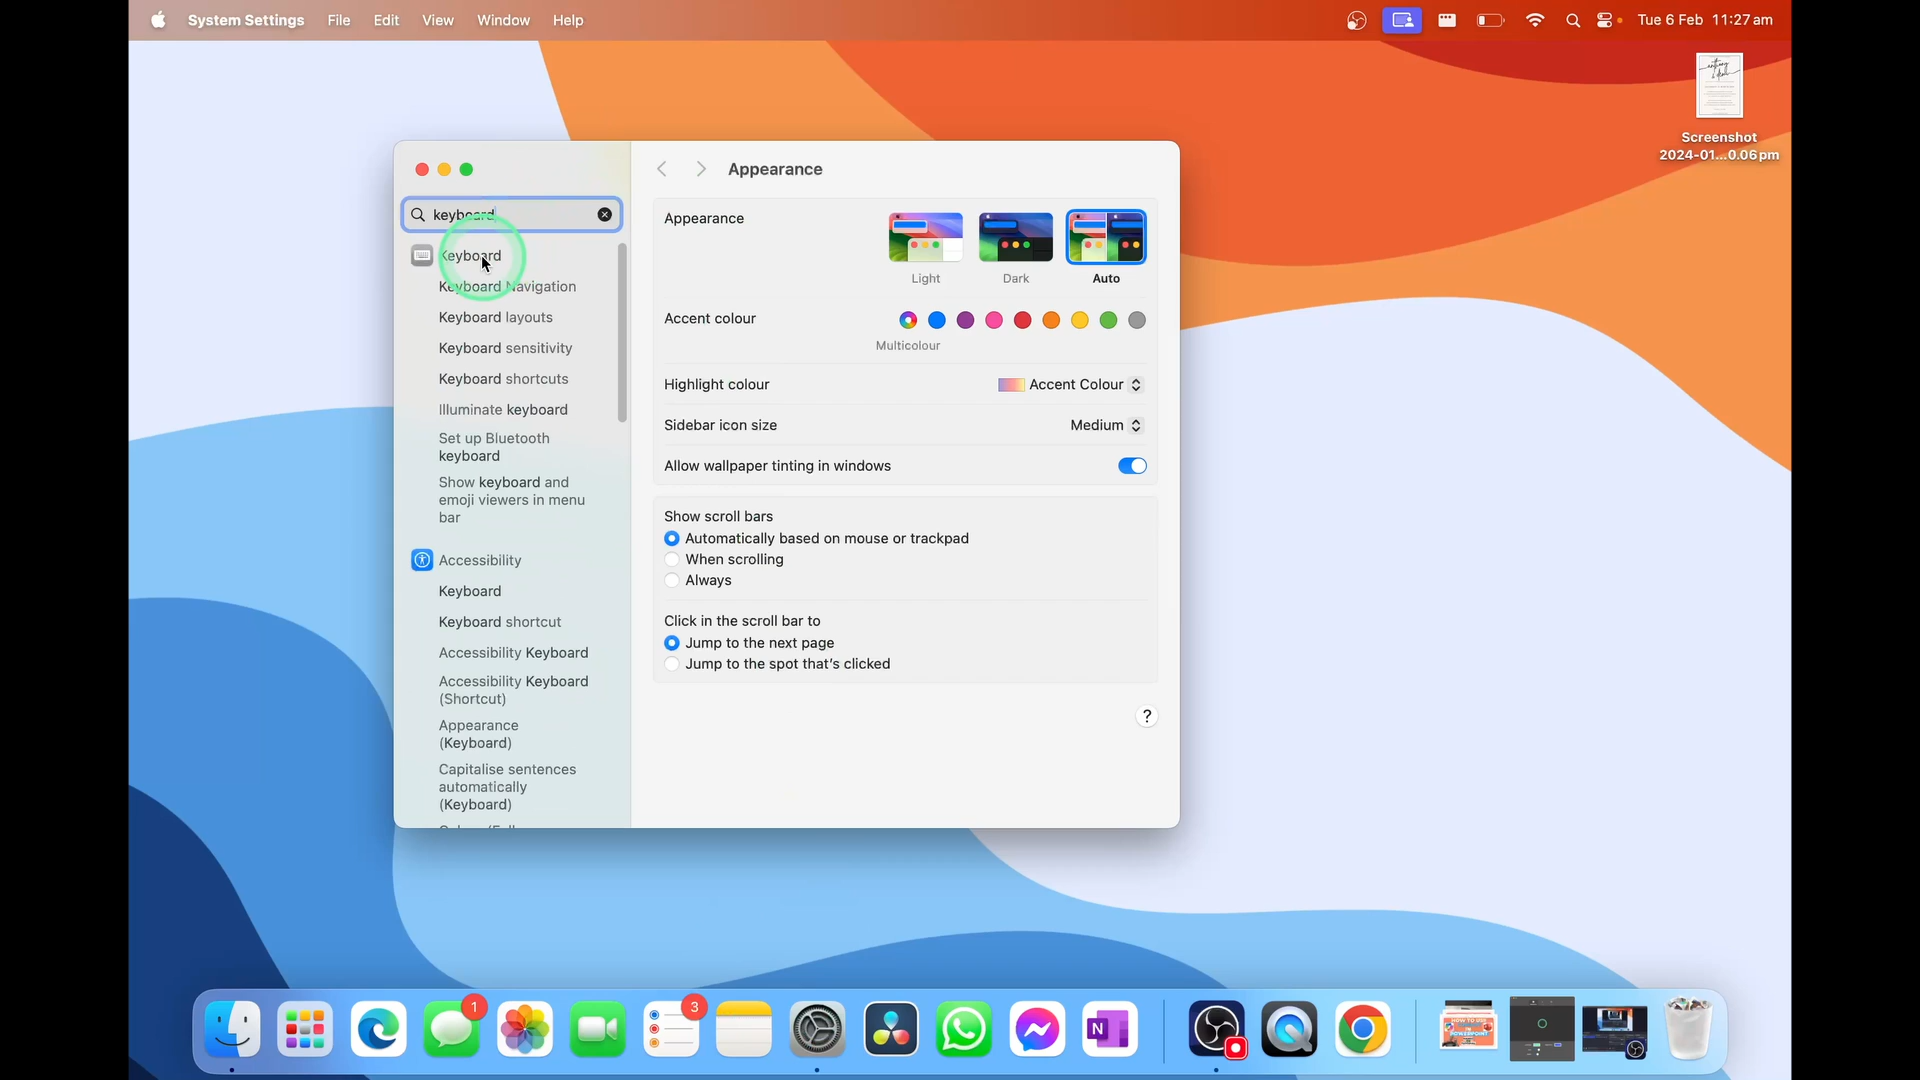 System Settings File Edit View Window Help
Tue 6 Feb 11:27 am
Screenshot
2024-01...0.06 pm
keyboard
Keyboard
Keyboard Navigation
Keyboard layouts
Keyboard sensitivity
Keyboard shortcuts
Illuminate keyboard
Set up Bluetooth
keyboard
Show keyboard and
emoji viewers in menu
bar
Accessibility
Keyboard
Keyboard shortcut
Accessibility Keyboard
Accessibility Keyboard
(Shortcut)
Appearance
(Keyboard)
Capitalise sentences
automatically
(Keyboard)
Appearance
Appearance
Light Dark Auto
Accent colour
Multicolour
Highlight colour Accent Colour
Sidebar icon size Medium
Allow wallpaper tinting in windows
Show scroll bars
Automatically based on mouse or trackpad
When scrolling
Always
Click in the scroll bar to
Jump to the next page
Jump to the spot that's clicked
?
1
3
N